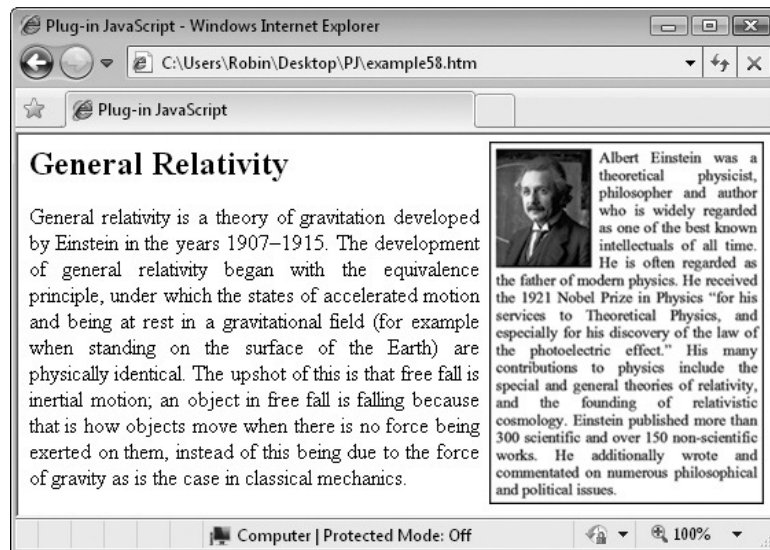 Plug-in JavaScript - Windows Internet Explorer
C:\Users\Robin\Desktop\PJ\example58.htm
Plug-in JavaScript
General Relativity
General relativity is a theory of gravitation developed
by Einstein in the years 1907–1915. The development
of general relativity began with the equivalence
principle, under which the states of accelerated motion
and being at rest in a gravitational field (for example
when standing on the surface of the Earth) are
physically identical. The upshot of this is that free fall is
inertial motion; an object in free fall is falling because
that is how objects move when there is no force being
exerted on them, instead of this being due to the force
of gravity as is the case in classical mechanics.
Albert Einstein was a
theoretical physicist,
philosopher and author
who is widely regarded
as one of the best known
intellectuals of all time.
He is often regarded as
the father of modern physics. He received
the 1921 Nobel Prize in Physics “for his
services to Theoretical Physics, and
especially for his discovery of the law of
the photoelectric effect.” His many
contributions to physics include the
special and general theories of relativity,
and the founding of relativistic
cosmology. Einstein published more than
300 scientific and over 150 non-scientific
works. He additionally wrote and
commentated on numerous philosophical
and political issues.
Computer | Protected Mode: Off
100%